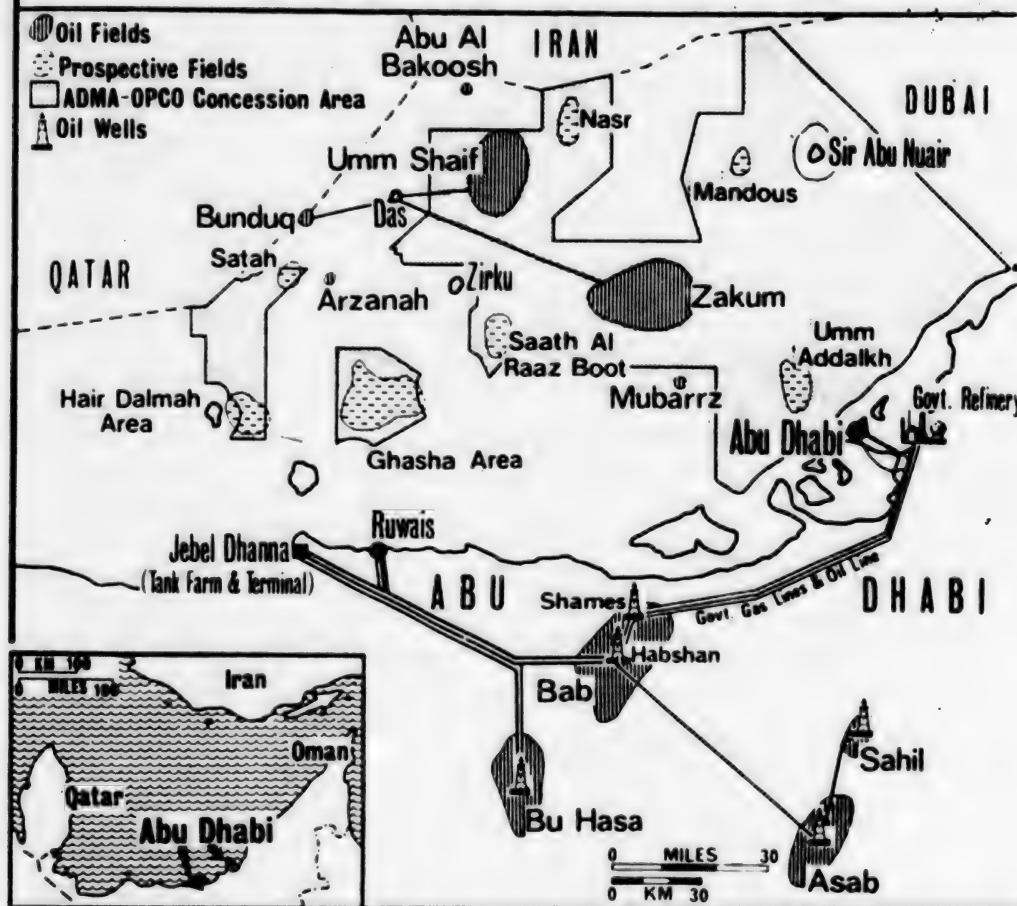 Oil Fields
Prospective Fields
ADMA-OPCO Concession Area
Oil Wells
Abu Al
Bakoosh
IRAN
DUBAI
Nasr
Umm Shaif
Sir Abu Nuair
Mandous
Das
Bunduq
QATAR
Satah
Arzanah
Zirku
Zakum
Saath Al
Raaz Boot
Umm
Addalkh
Mubarrz
Hair Dalmah
Area
Govt. Refinery
Abu Dhabi
Ghasha Area
Ruwais
Jebel Dhanna
(Tank Farm & Terminal)
ABU
DHABI
Shames
Govt. Gas Lines & Oil Line
Habshan
Bab
Sahil
Bu Hasa
Asab
0 MILES 30
0 KM 30
0 KM 100
0 MILES 100
Iran
Oman
Qatar
Abu Dhabi